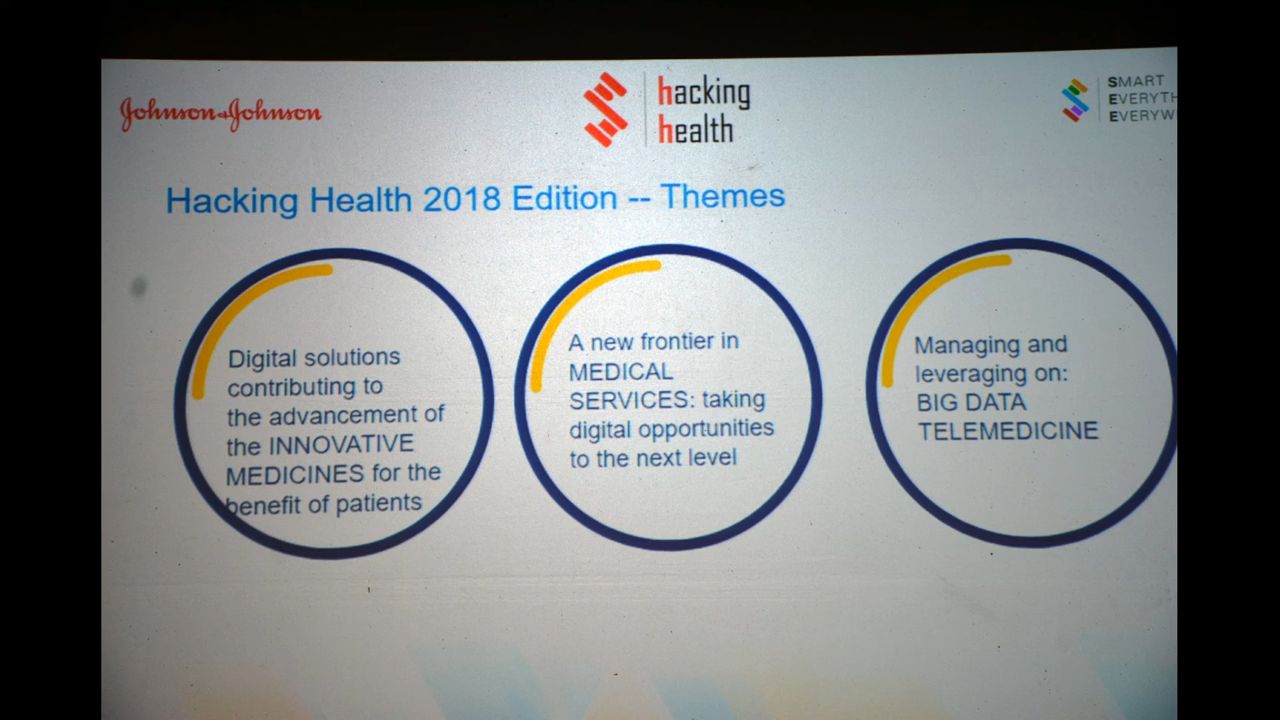 Johnson&Johnson
hacking
health
SMART
Hacking Health 2018 Edition -- Themes
Digital solutions
contributing to
the advancement of
the INNOVATIVE
MEDICINES for the
benefit of patients
A new frontier in
MEDICAL
SERVICES: taking
digital opportunities
to the next level
Managing and
leveraging on:
BIG DATA
TELEMEDICINE